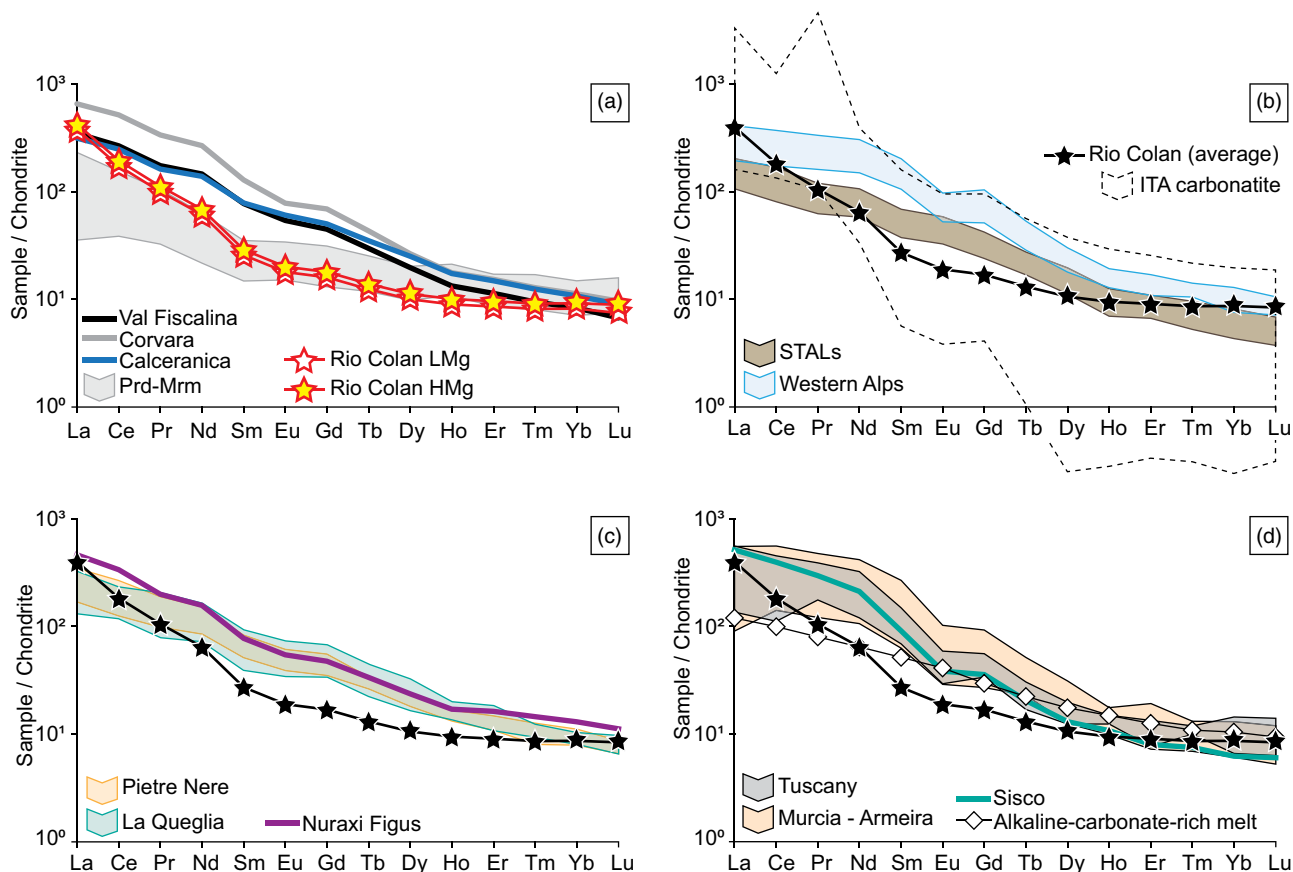 (a)
Sample / Chondrite
10³
10²
10¹
10⁰
Val Fiscalina
Corvara
Calceranica
Prd-Mrm
Rio Colan LMg
Rio Colan HMg
La Ce Pr Nd Sm Eu Gd Tb Dy Ho Er Tm Yb Lu
(b)
Sample / Chondrite
10³
10²
10¹
10⁰
Rio Colan (average)
ITA carbonatite
STALs
Western Alps
La Ce Pr Nd Sm Eu Gd Tb Dy Ho Er Tm Yb Lu
(c)
Sample / Chondrite
10³
10²
10¹
10⁰
Pietre Nere
La Queglia
Nuraxi Figus
La Ce Pr Nd Sm Eu Gd Tb Dy Ho Er Tm Yb Lu
(d)
Sample / Chondrite
10³
10²
10¹
10⁰
Tuscany
Murcia - Armeira
Sisco
Alkaline-carbonate-rich melt
La Ce Pr Nd Sm Eu Gd Tb Dy Ho Er Tm Yb Lu